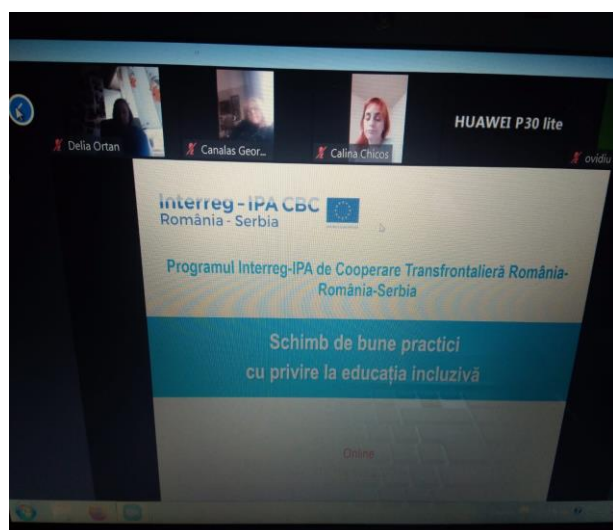 HUAWEI P30 lite
Delia Ortan
Canalas Geor...
Calina Chicos
ovidiu
Interreg - IPA CBC
România - Serbia
Programul Interreg-IPA de Cooperare Transfrontalieră România-
România-Serbia
Schimb de bune practici
cu privire la educația incluzivă
Online